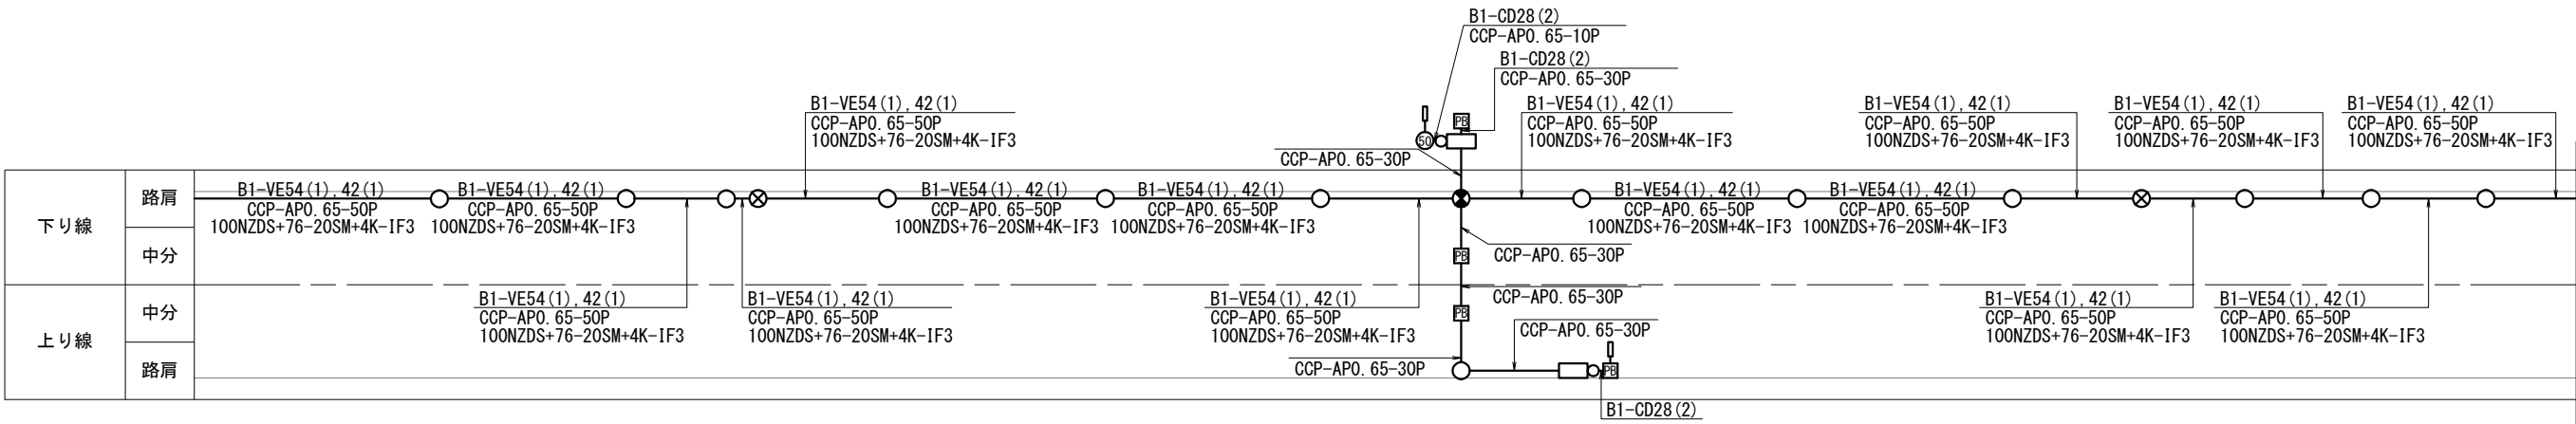 B1-CD28(2)
CCP-AP0.65-10P
B1-CD28(2)
CCP-AP0.65-30P
B1-VE54(1),42(1)
CCP-AP0.65-50P
100NZDS+76-20SM+4K-IF3
PB
50
CCP-AP0.65-30P
B1-VE54(1),42(1)
CCP-AP0.65-50P
100NZDS+76-20SM+4K-IF3
B1-VE54(1),42(1)
CCP-AP0.65-50P
100NZDS+76-20SM+4K-IF3
B1-VE54(1),42(1)
CCP-AP0.65-50P
100NZDS+76-20SM+4K-IF3
B1-VE54(1),42(1)
CCP-AP0.65-50P
100NZDS+76-20SM+4K-IF3
下り線
路肩
B1-VE54(1),42(1)
CCP-AP0.65-50P
100NZDS+76-20SM+4K-IF3
B1-VE54(1),42(1)
CCP-AP0.65-50P
100NZDS+76-20SM+4K-IF3
B1-VE54(1),42(1)
CCP-AP0.65-50P
100NZDS+76-20SM+4K-IF3
B1-VE54(1),42(1)
CCP-AP0.65-50P
100NZDS+76-20SM+4K-IF3
B1-VE54(1),42(1)
CCP-AP0.65-50P
100NZDS+76-20SM+4K-IF3
B1-VE54(1),42(1)
CCP-AP0.65-50P
100NZDS+76-20SM+4K-IF3
中分
PB
CCP-AP0.65-30P
上り線
中分
B1-VE54(1),42(1)
CCP-AP0.65-50P
100NZDS+76-20SM+4K-IF3
B1-VE54(1),42(1)
CCP-AP0.65-50P
100NZDS+76-20SM+4K-IF3
B1-VE54(1),42(1)
CCP-AP0.65-50P
100NZDS+76-20SM+4K-IF3
CCP-AP0.65-30P
PB
CCP-AP0.65-30P
B1-VE54(1),42(1)
CCP-AP0.65-50P
100NZDS+76-20SM+4K-IF3
B1-VE54(1),42(1)
CCP-AP0.65-50P
100NZDS+76-20SM+4K-IF3
路肩
CCP-AP0.65-30P
PB
B1-CD28(2)